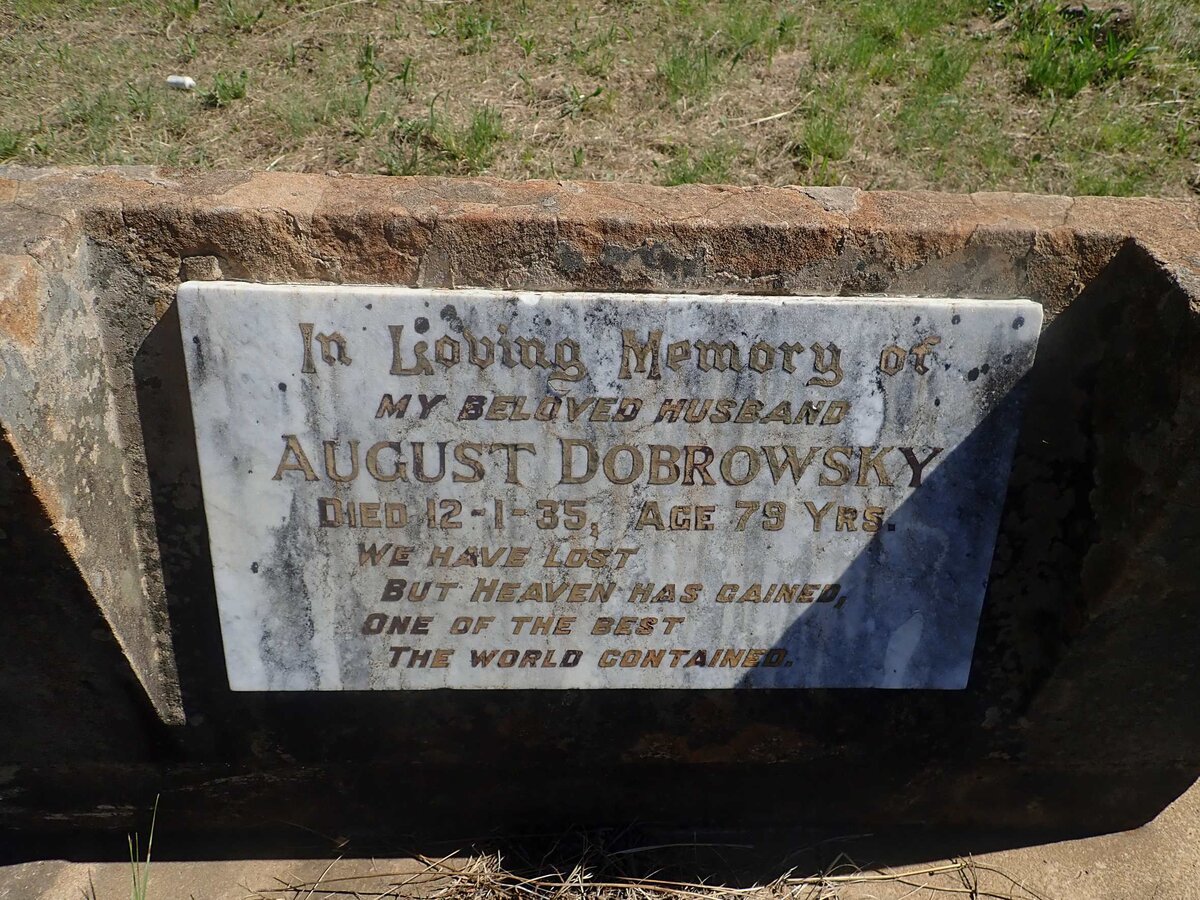 In Loving Memory of
MY BELOVED HUSBAND
AUGUST DOBROWSKY
DIED 12-1-35, AGE 79 YRS.
WE HAVE LOST
BUT HEAVEN HAS GAINED,
ONE OF THE BEST
THE WORLD CONTAINED.